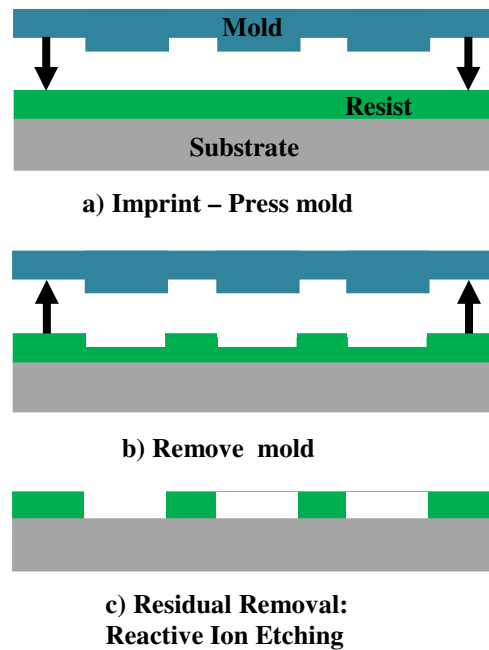 Mold
Resist
Substrate
a) Imprint – Press mold
b) Remove mold
c) Residual Removal:
Reactive Ion Etching